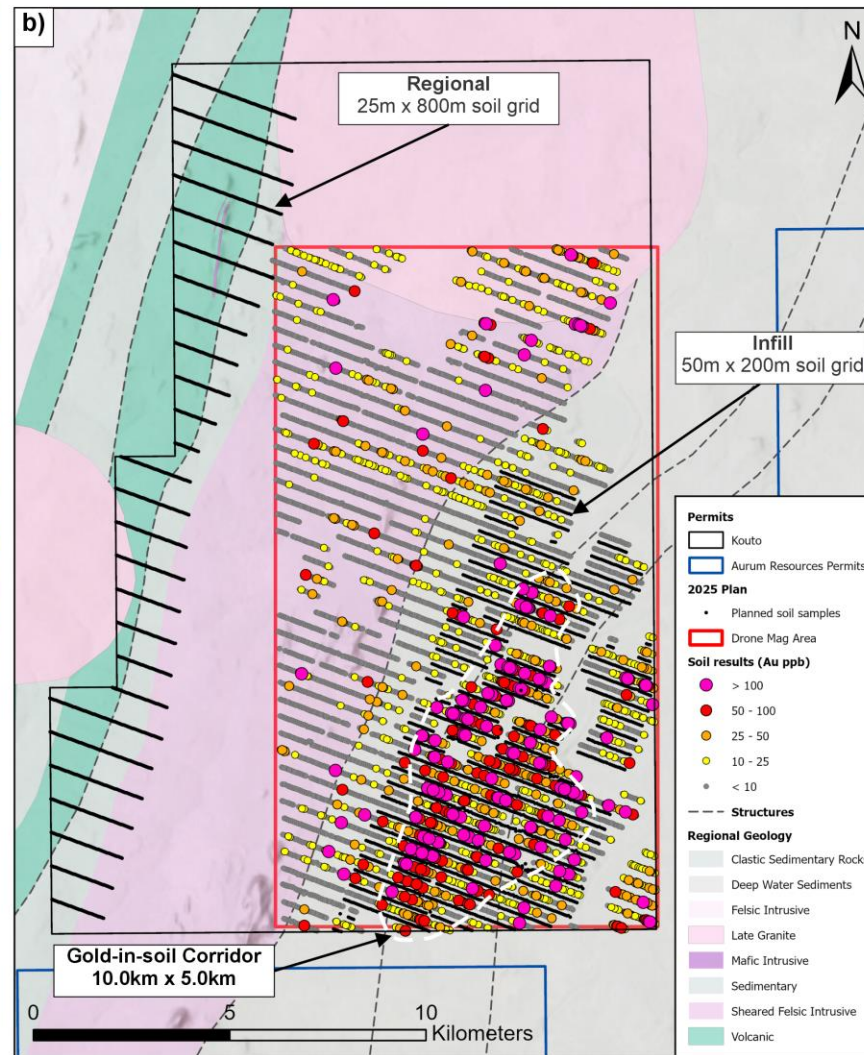 b)
N
Regional
25m x 800m soil grid
Infill
50m x 200m soil grid
Permits
Kouto
Aurum Resources Permits
2025 Plan
Planned soil samples
Drone Mag Area
Soil results (Au ppb)
> 100
50 - 100
25 - 50
10 - 25
< 10
Structures
Regional Geology
Clastic Sedimentary Rock
Deep Water Sediments
Felsic Intrusive
Late Granite
Mafic Intrusive
Sedimentary
Sheared Felsic Intrusive
Volcanic
Gold-in-soil Corridor
10.0km x 5.0km
0 5 10
Kilometers